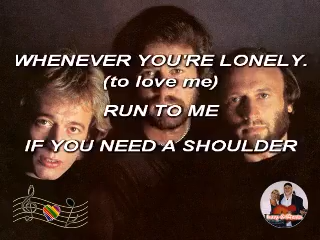 WHENEVER YOU'RE LONELY.
(to love me)
RUN TO ME
IF YOU NEED A SHOULDER